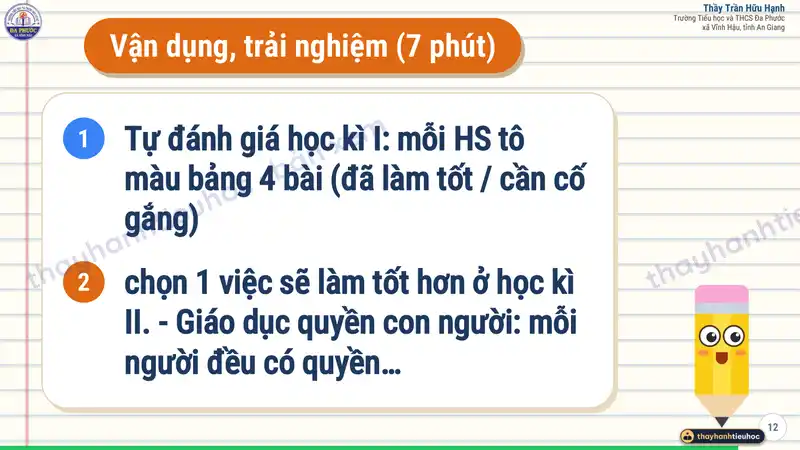 Thầy Trần Hữu Hạnh
Trường Tiểu học và THCS Đa Phước
xã Vĩnh Hậu, tỉnh An Giang
ĐA PHƯỚC
Vận dụng, trải nghiệm (7 phút)
1
Tự đánh giá học kì I: mỗi HS tô
màu bảng 4 bài (đã làm tốt / cần cố
gắng)
2
chọn 1 việc sẽ làm tốt hơn ở học kì
II. - Giáo dục quyền con người: mỗi
người đều có quyền...
thayhanhtieuhoc
12